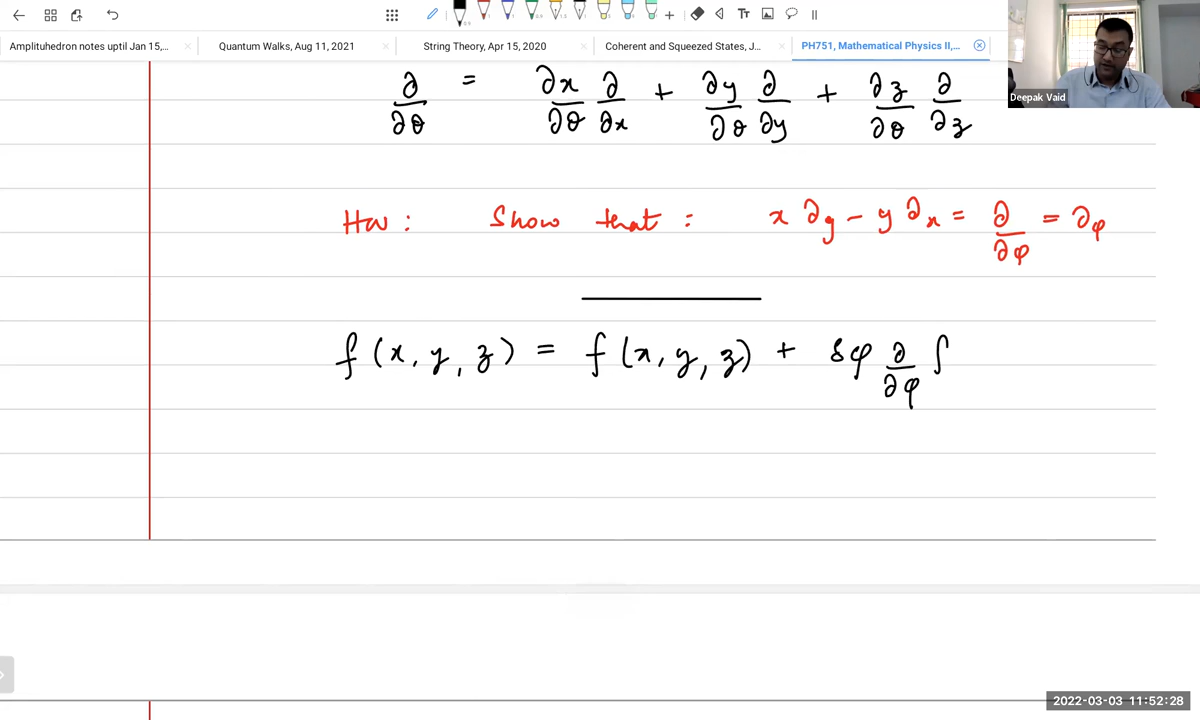 Tт
Amplituhedron notes uptil Jan 15,...
Quantum Walks, Aug 11, 2021
String Theory, Apr 15, 2020
Coherent and Squeezed States, J...
PH751, Mathematical Physics II,...
Deepak Vaid
∂/∂θ = ∂x/∂θ ∂/∂x + ∂y/∂θ ∂/∂y + ∂z/∂θ ∂/∂z
HW: Show that: x ∂y − y ∂x = ∂/∂φ = ∂φ
f(x, y, z) = f(x, y, z) + δφ ∂/∂φ f
2022-03-03 11:52:28